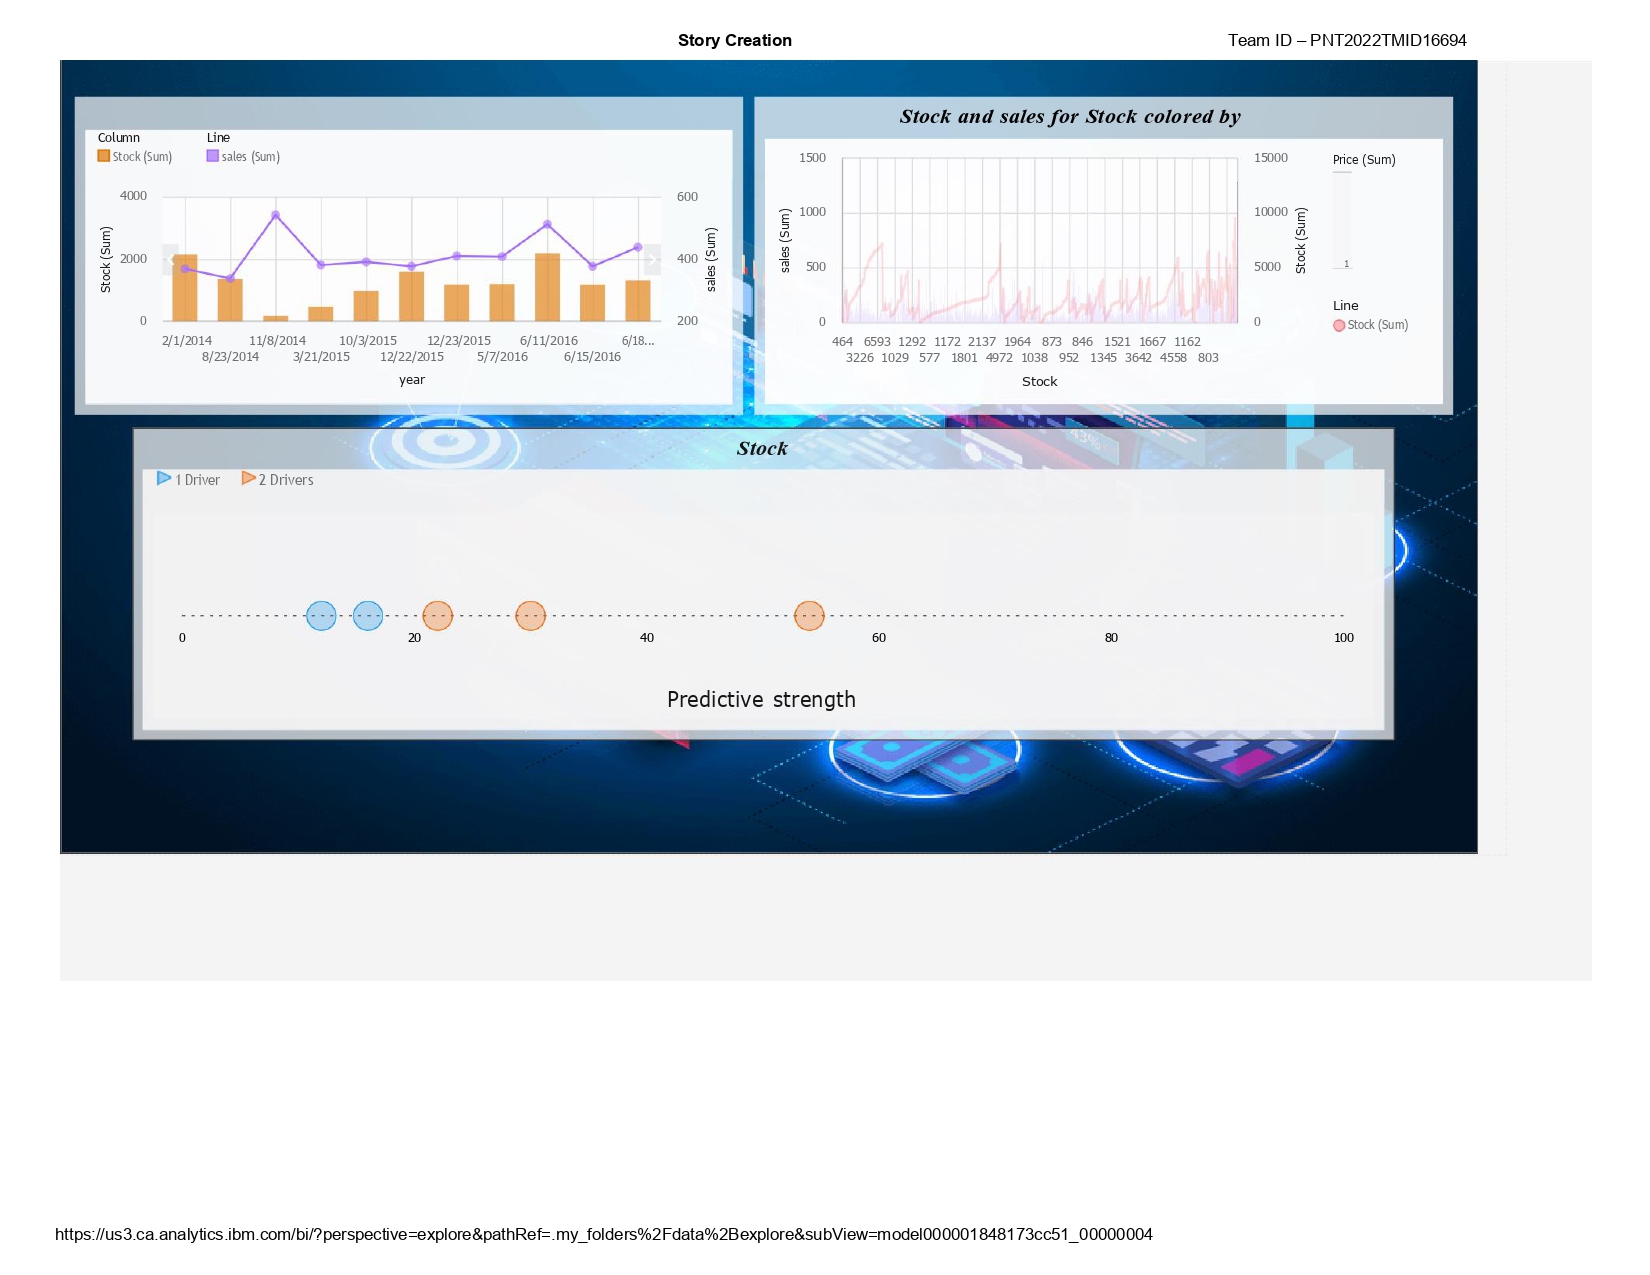 Story Creation
Team ID – PNT2022TMID16694
Column Line
Stock (Sum) sales (Sum)
4000 600
2000 400
0 200
Stock (Sum)
sales (Sum)
2/1/2014 11/8/2014 10/3/2015 12/23/2015 6/11/2016 6/18...
8/23/2014 3/21/2015 12/22/2015 5/7/2016 6/15/2016
year
Stock and sales for Stock colored by
1500 15000
1000 10000
500 5000
0 0
sales (Sum)
Stock (Sum)
Price (Sum)
1
Line
Stock (Sum)
464 6593 1292 1172 2137 1964 873 846 1521 1667 1162
3226 1029 577 1801 4972 1038 952 1345 3642 4558 803
Stock
Stock
1 Driver 2 Drivers
0 20 40 60 80 100
Predictive strength
https://us3.ca.analytics.ibm.com/bi/?perspective=explore&pathRef=.my_folders%2Fdata%2Bexplore&subView=model000001848173cc51_00000004